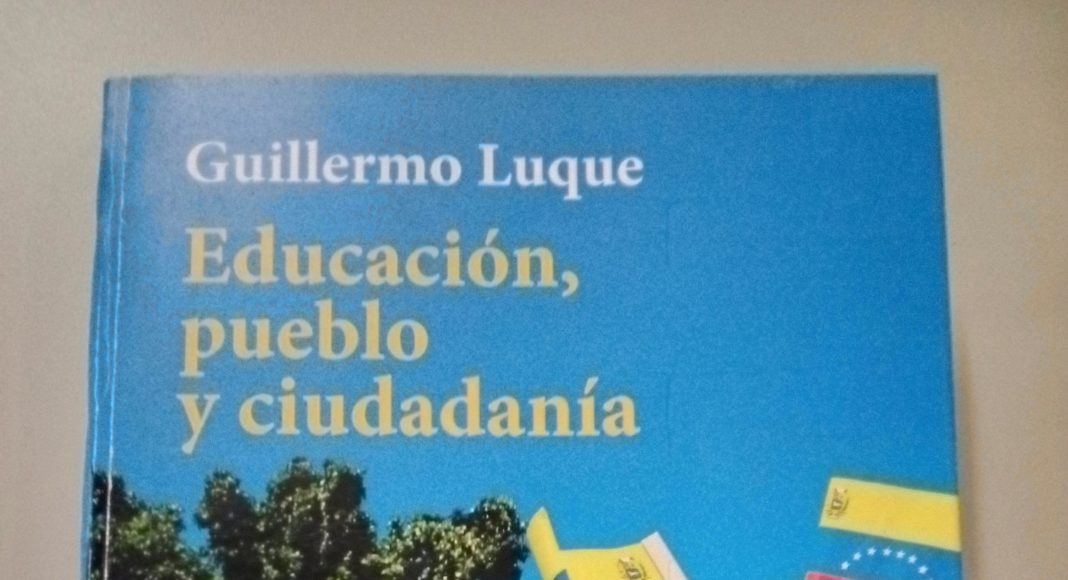 Guillermo Luque
Educación,
pueblo
y ciudadanía